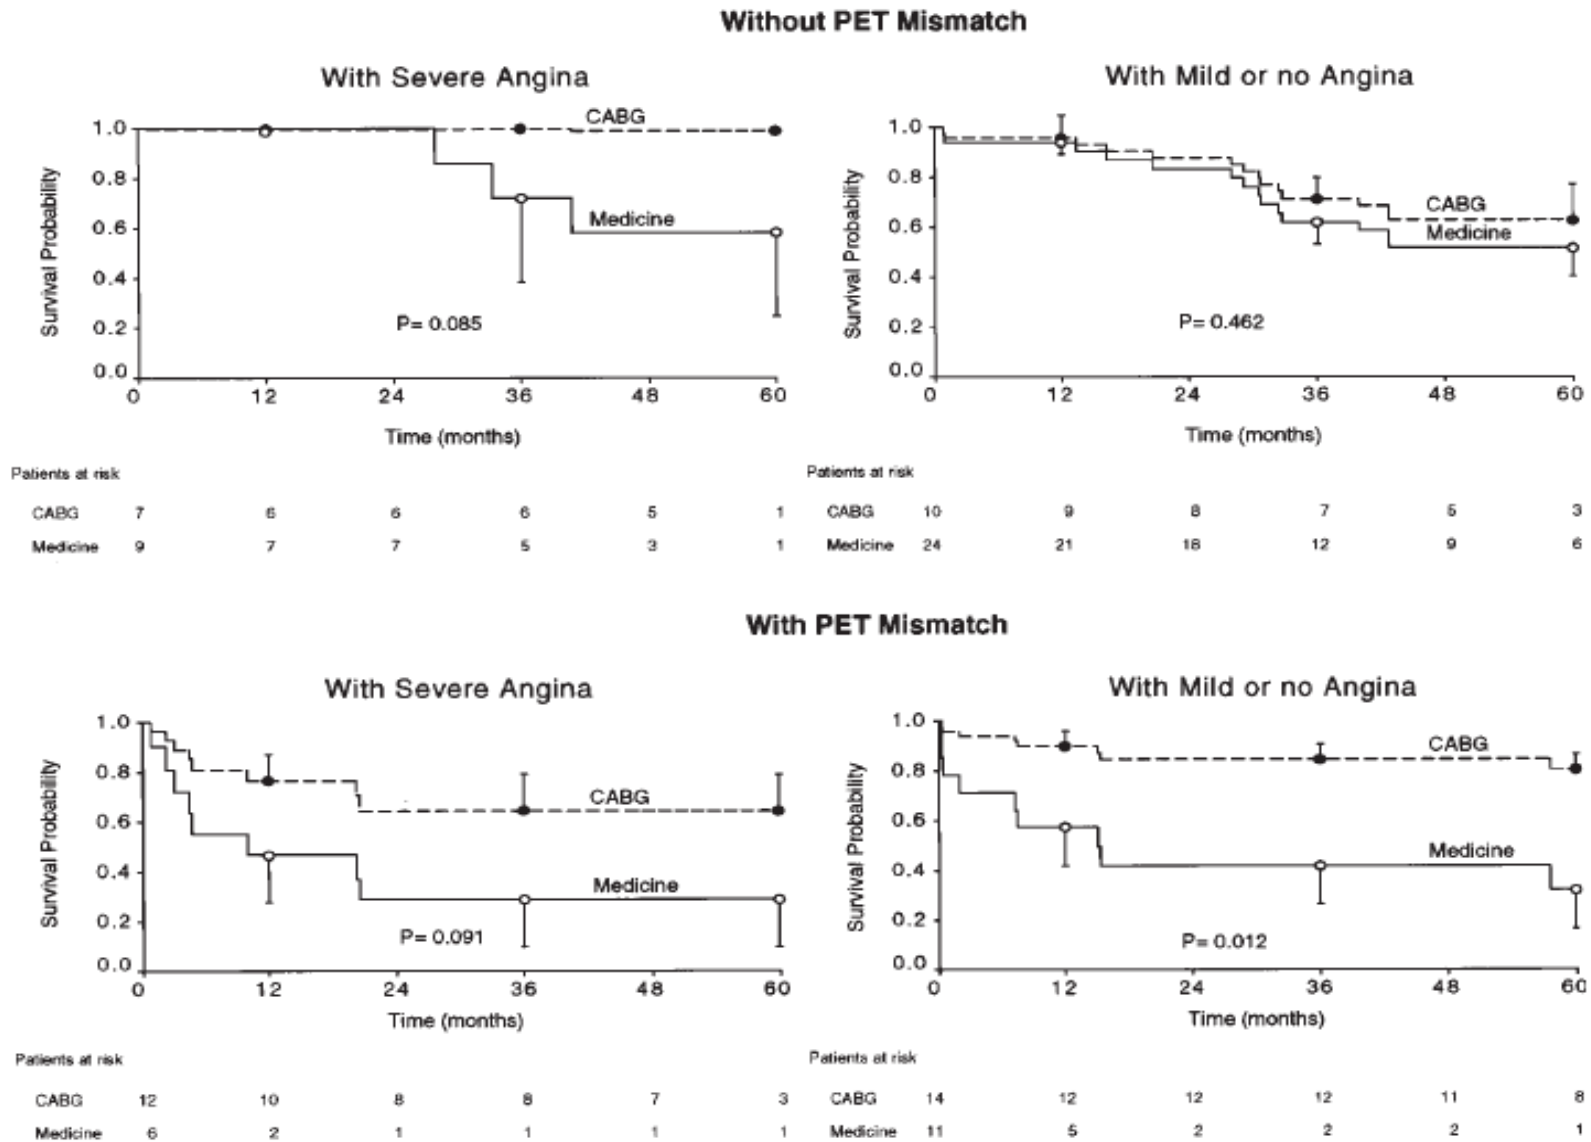 Without PET Mismatch
With Severe Angina
1.0
0.8
0.6
0.4
0.2
0.0
Survival Probability
CABG
Medicine
P= 0.085
0 12 24 36 48 60
Time (months)
Patients at risk
CABG 7 6 6 6 5 1
Medicine 9 7 7 5 3 1
With Mild or no Angina
1.0
0.8
0.6
0.4
0.2
0.0
Survival Probability
CABG
Medicine
P= 0.462
0 12 24 36 48 60
Time (months)
Patients at risk
CABG 10 9 8 7 5 3
Medicine 24 21 18 12 9 6
With PET Mismatch
With Severe Angina
1.0
0.8
0.6
0.4
0.2
0.0
Survival Probability
CABG
Medicine
P= 0.091
0 12 24 36 48 60
Time (months)
Patients at risk
CABG 12 10 8 8 7 3
Medicine 6 2 1 1 1 1
With Mild or no Angina
1.0
0.8
0.6
0.4
0.2
0.0
Survival Probability
CABG
Medicine
P= 0.012
0 12 24 36 48 60
Time (months)
Patients at risk
CABG 14 12 12 12 11 8
Medicine 11 5 2 2 2 1